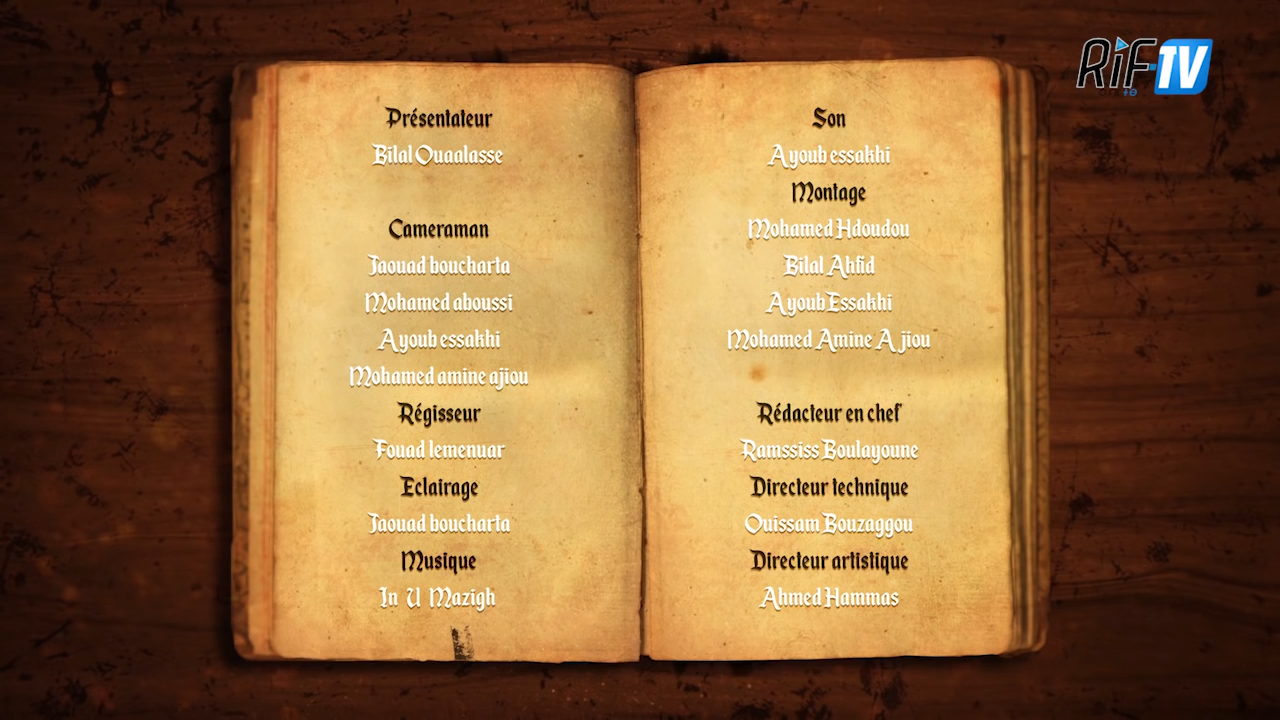 RiF TV
Présentateur
Bilal Ouaalasse
Cameraman
Jaouad boucharta
Mohamed aboussi
Ayoub essakhi
Mohamed amine ajiou
Régisseur
Fouad lemenuar
Eclairage
Jaouad boucharta
Musique
In U Mazigh
Son
Ayoub essakhi
Montage
Mohamed Hdoudou
Bilal Ahfid
Ayoub Essakhi
Mohamed Amine Ajiou
Rédacteur en chef
Ramssiss Boulayoune
Directeur technique
Ouissam Bouzaggou
Directeur artistique
Ahmed Hammas